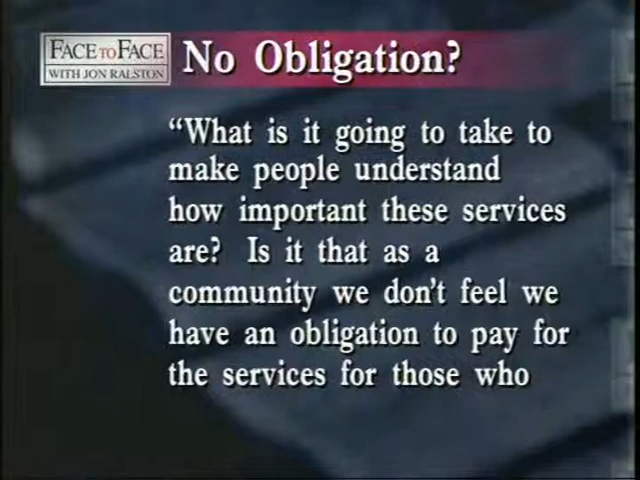 FACE TO FACE
WITH JON RALSTON
No Obligation?
“What is it going to take to
make people understand
how important these services
are? Is it that as a
community we don't feel we
have an obligation to pay for
the services for those who